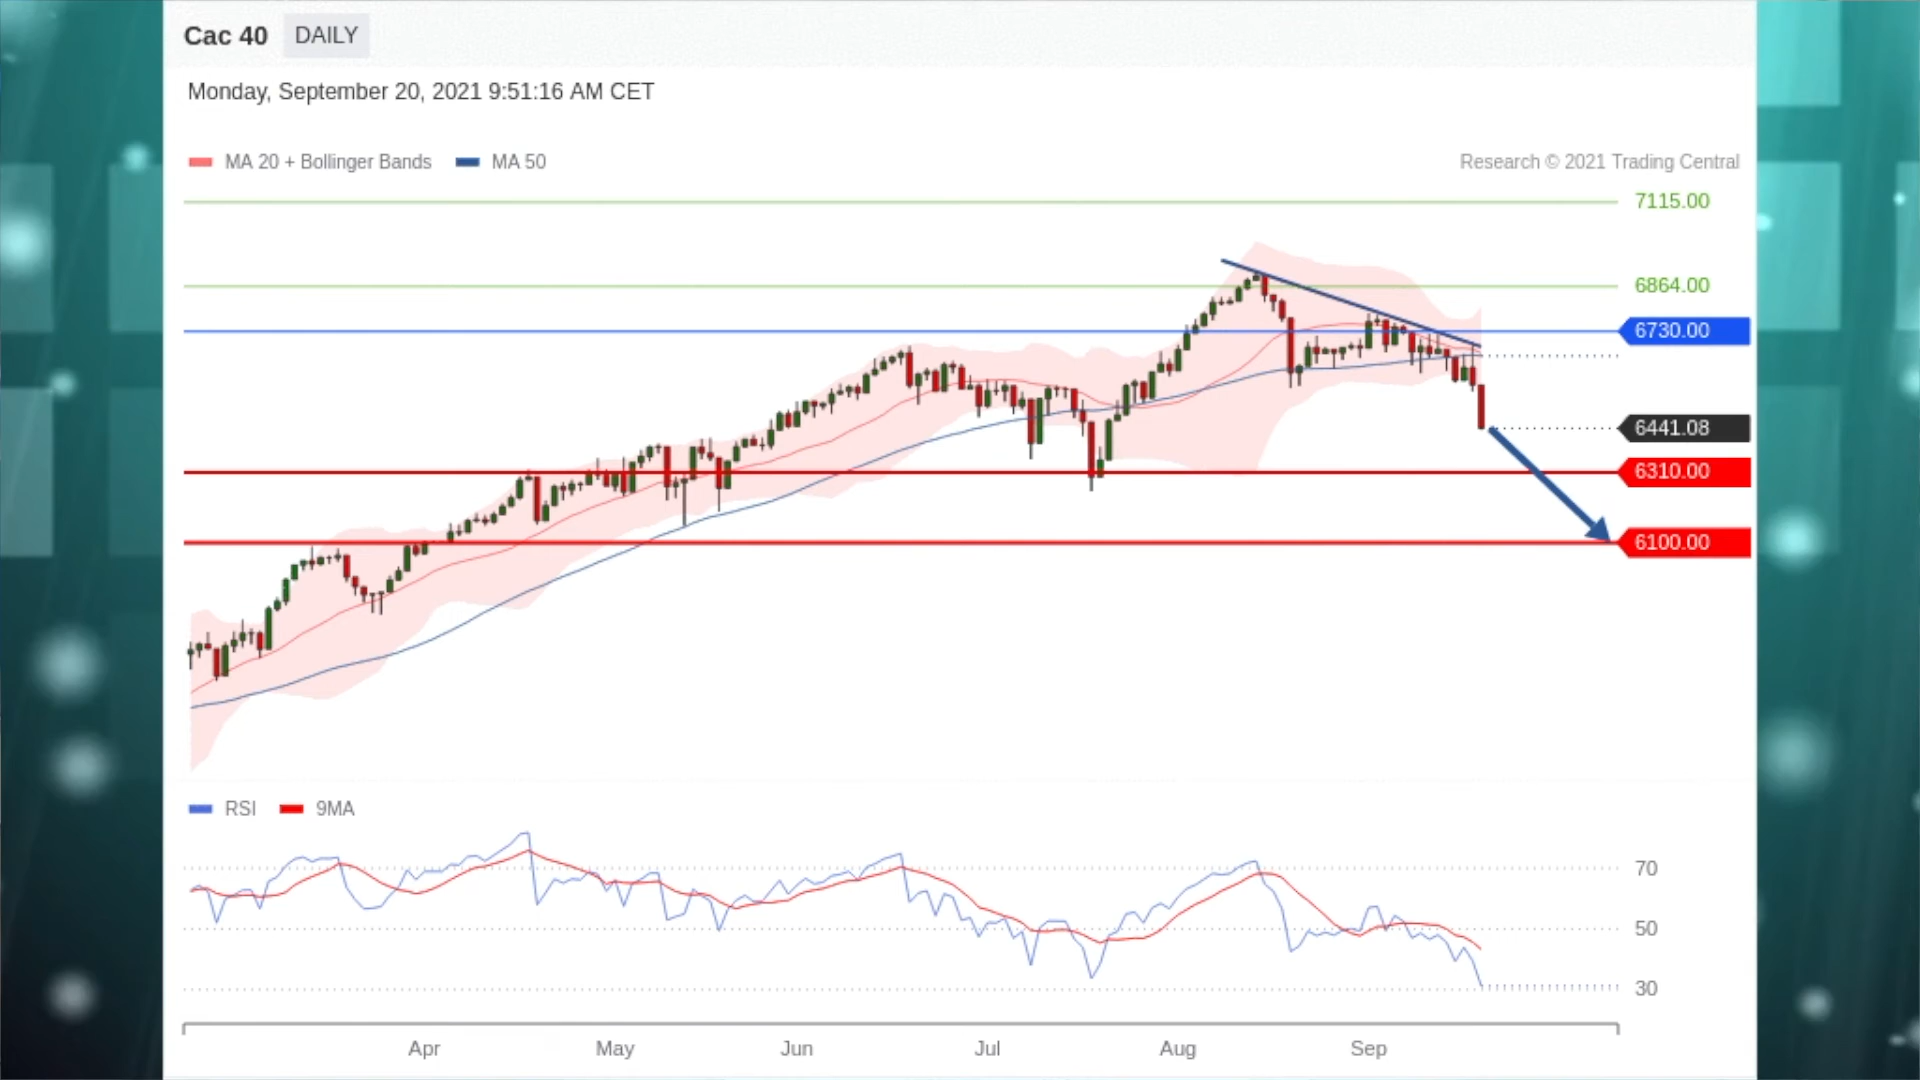 Cac 40 DAILY
Monday, September 20, 2021 9:51:16 AM CET
MA 20 + Bollinger Bands MA 50
Research © 2021 Trading Central
7115.00
6864.00
6730.00
6441.08
6310.00
6100.00
RSI 9MA
70
50
30
Apr May Jun Jul Aug Sep